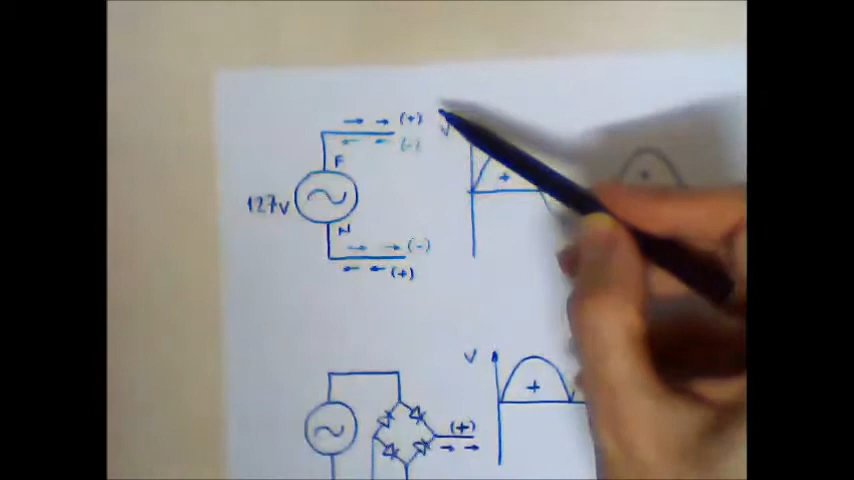 → → (+)
← ← (-)
V
F
+
+
127V
N
→ → (-)
← ← (+)
V
+
(+)
→ →